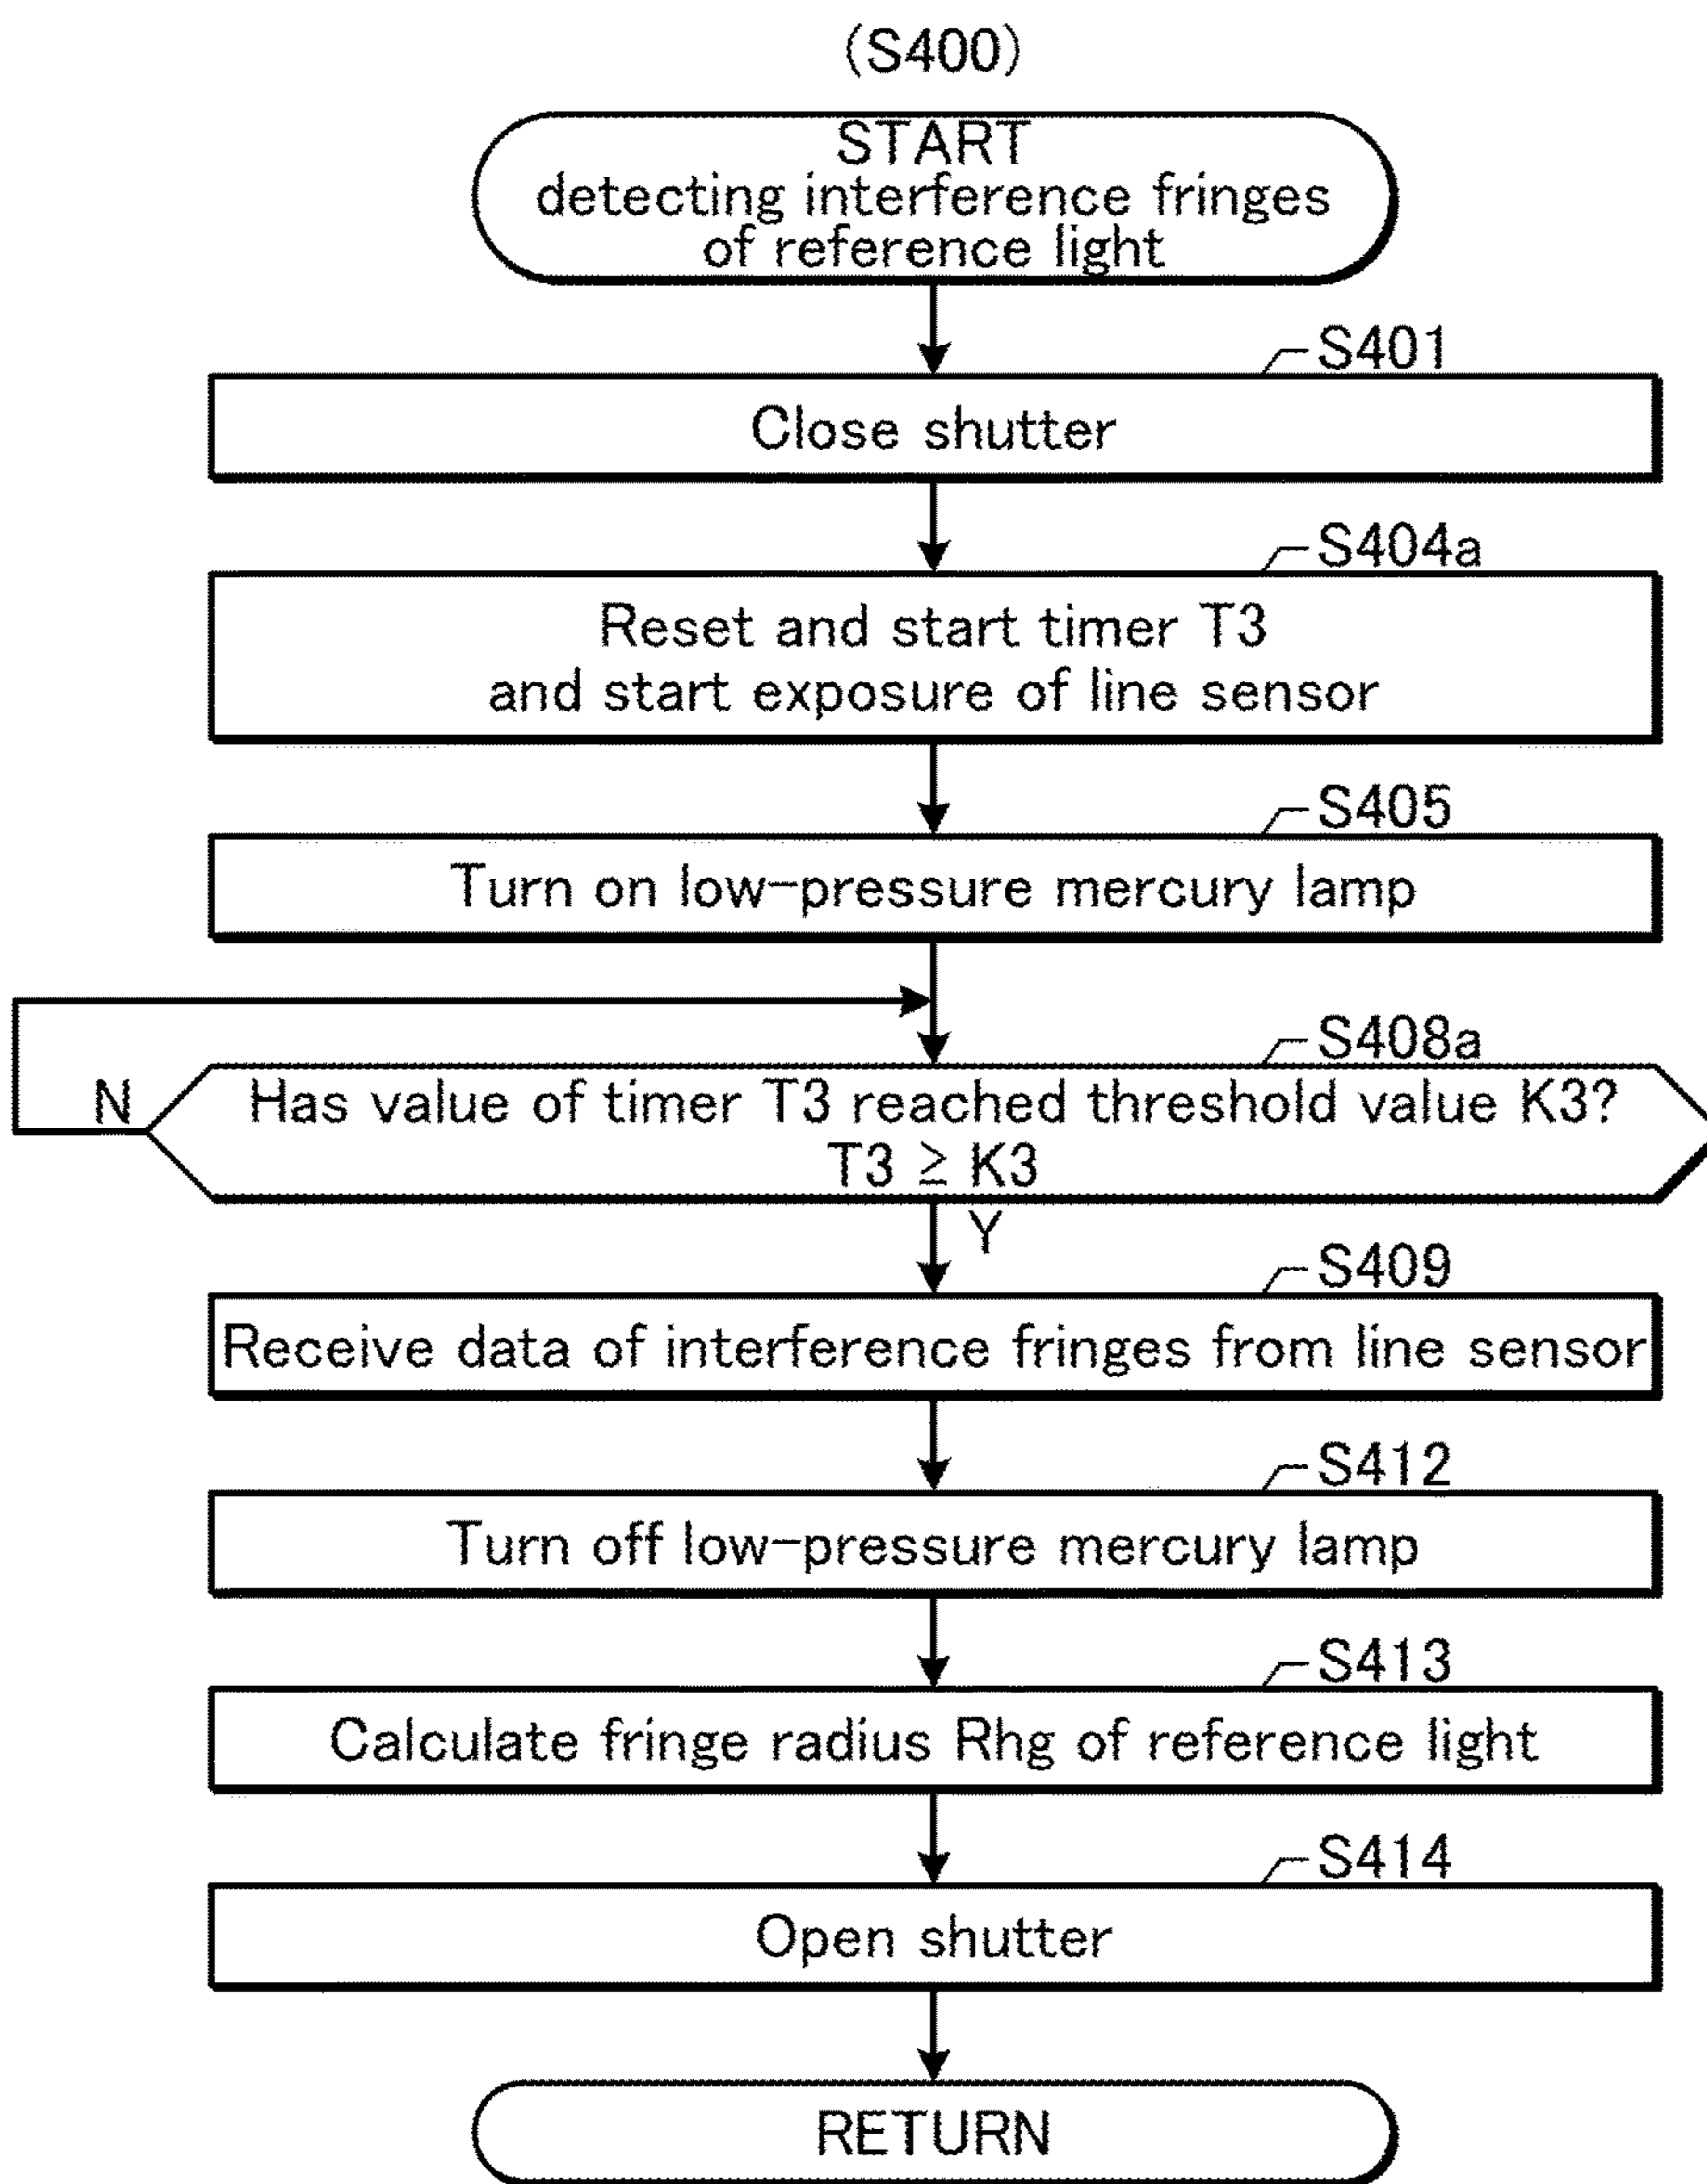 (S400)
START
detecting interference fringes
of reference light
S401
Close shutter
S404a
Reset and start timer T3
and start exposure of line sensor
S405
Turn on low-pressure mercury lamp
S408a
N
Has value of timer T3 reached threshold value K3?
T3 ≧ K3
Y
S409
Receive data of interference fringes from line sensor
S412
Turn off low-pressure mercury lamp
S413
Calculate fringe radius Rhg of reference light
S414
Open shutter
RETURN